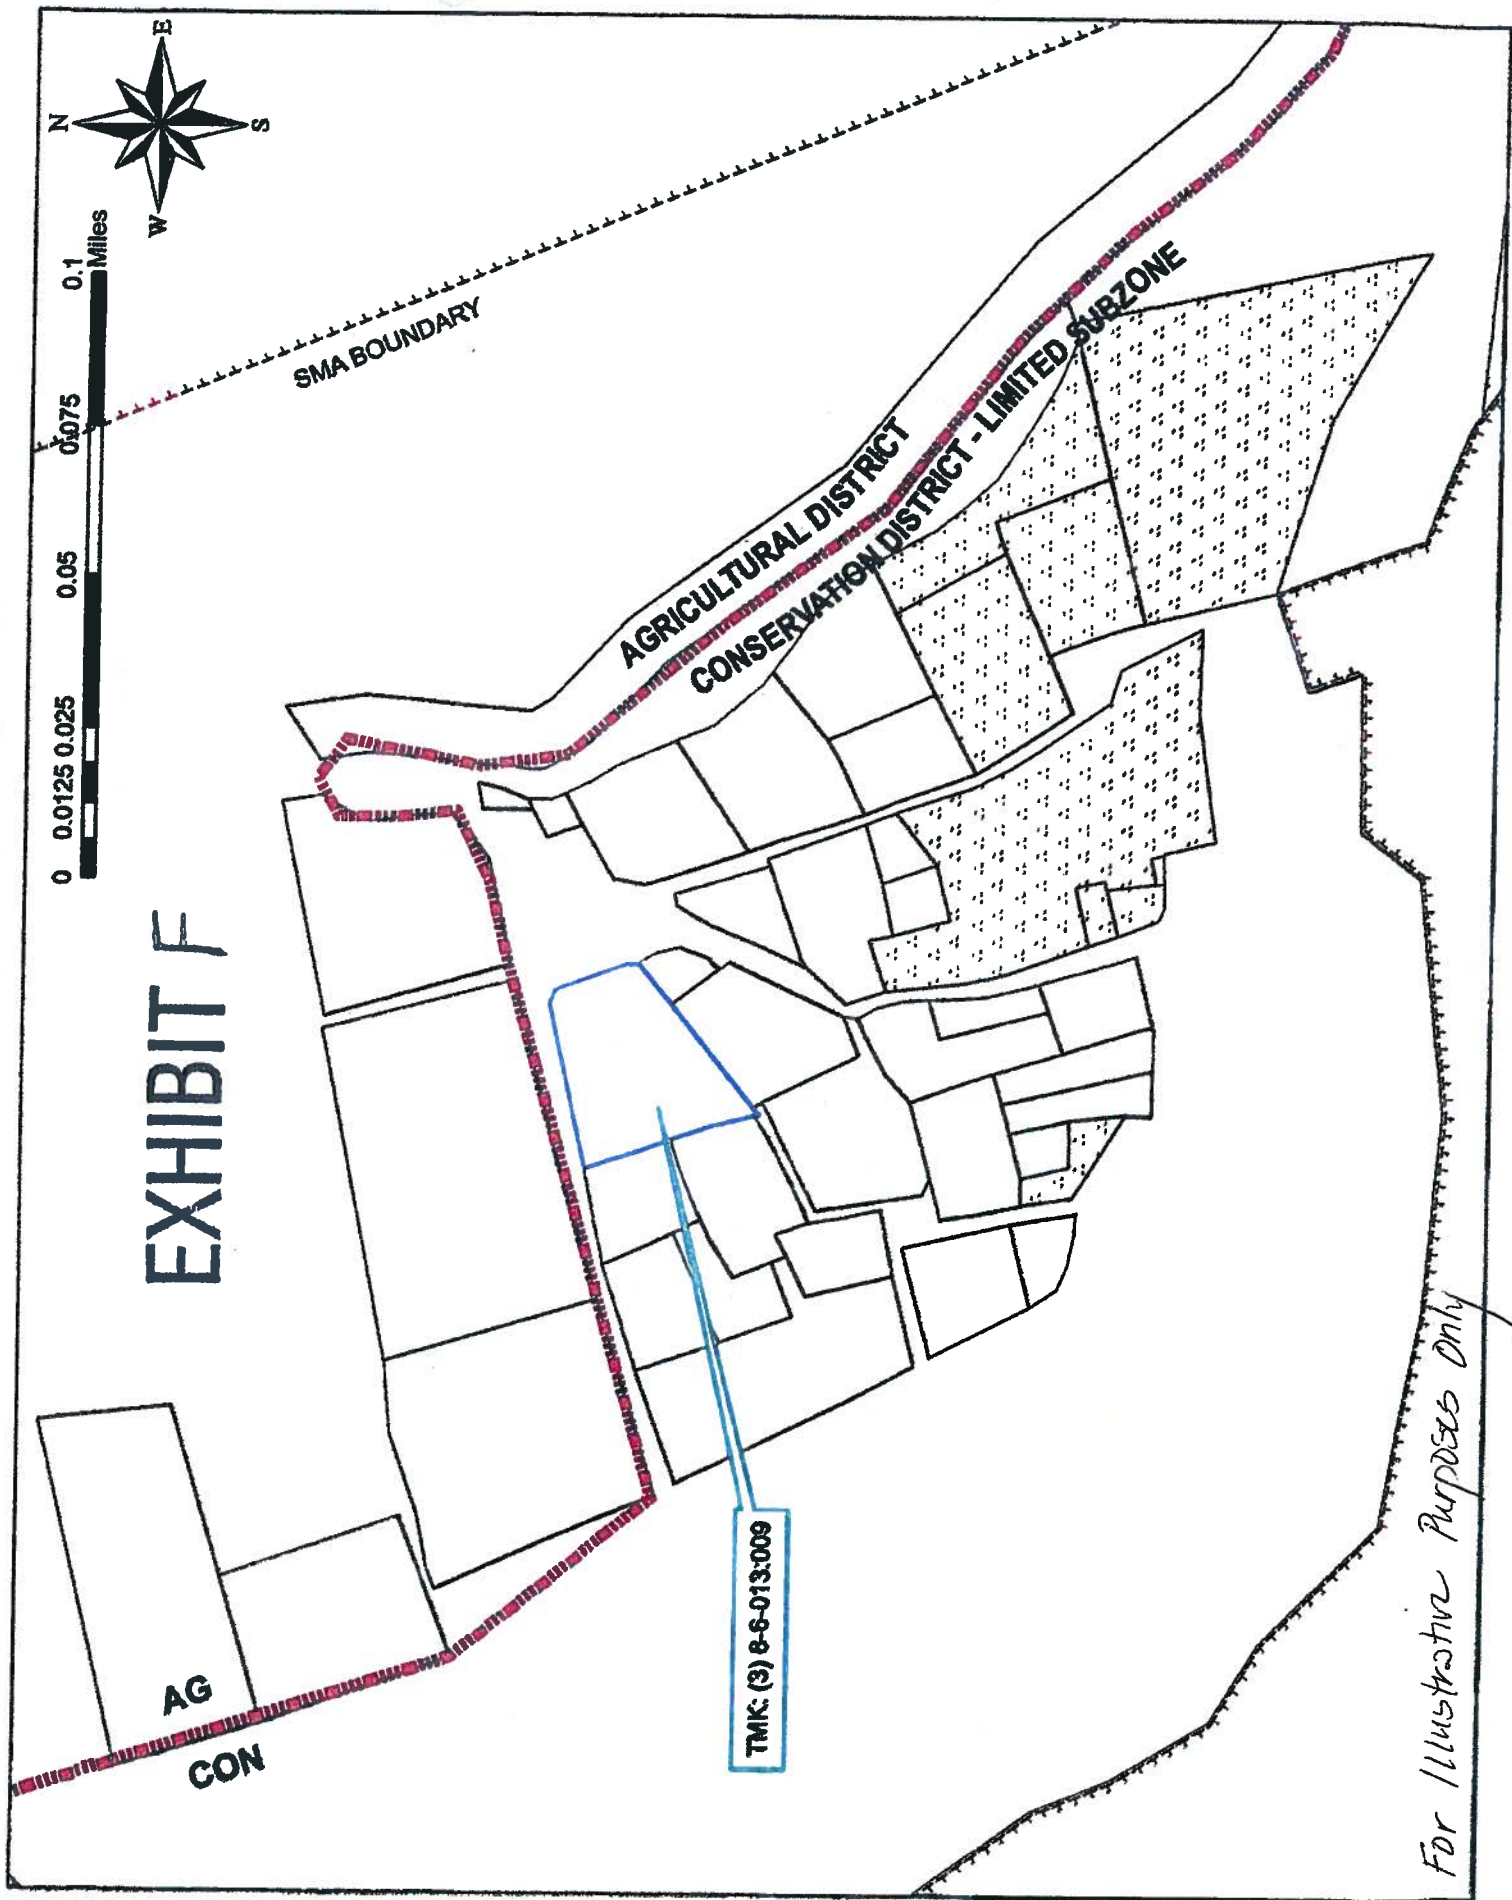 EXHIBIT F
0 0.0125 0.025 0.05 0.075 0.1
Miles
N
W
E
S
SMA BOUNDARY
AGRICULTURAL DISTRICT
CONSERVATION DISTRICT - LIMITED SUBZONE
AG
CON
TMK: (3) 8-6-013:009
For Illustrative Purposes Only